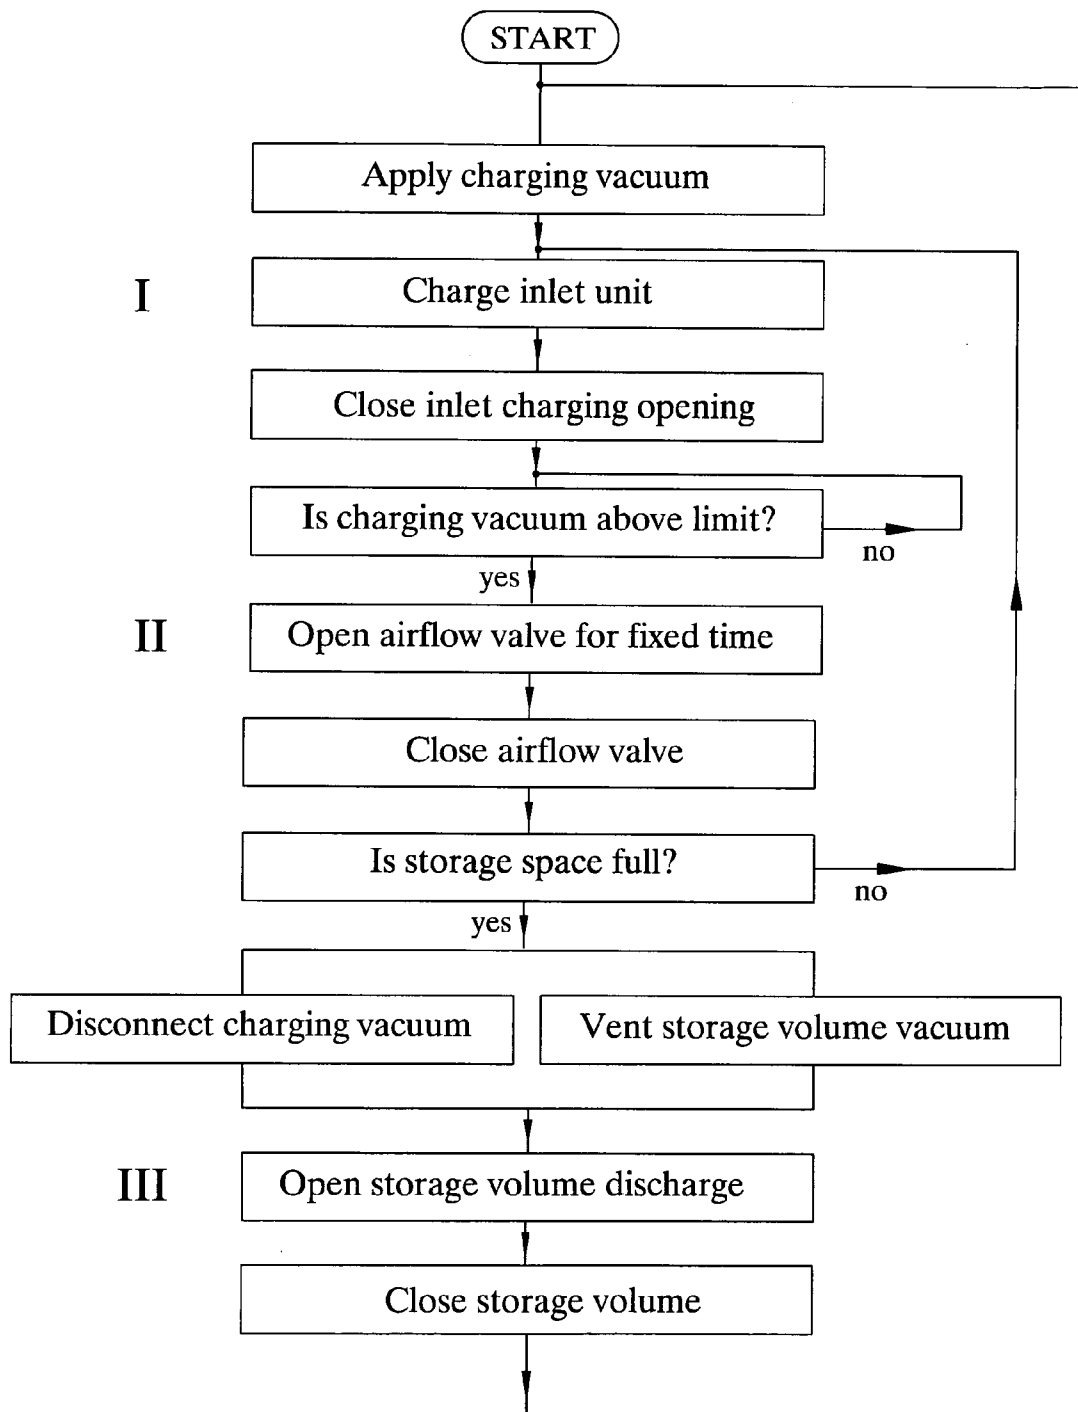 START
Apply charging vacuum
I
Charge inlet unit
Close inlet charging opening
Is charging vacuum above limit?
no
yes
II
Open airflow valve for fixed time
Close airflow valve
Is storage space full?
no
yes
Disconnect charging vacuum
Vent storage volume vacuum
III
Open storage volume discharge
Close storage volume